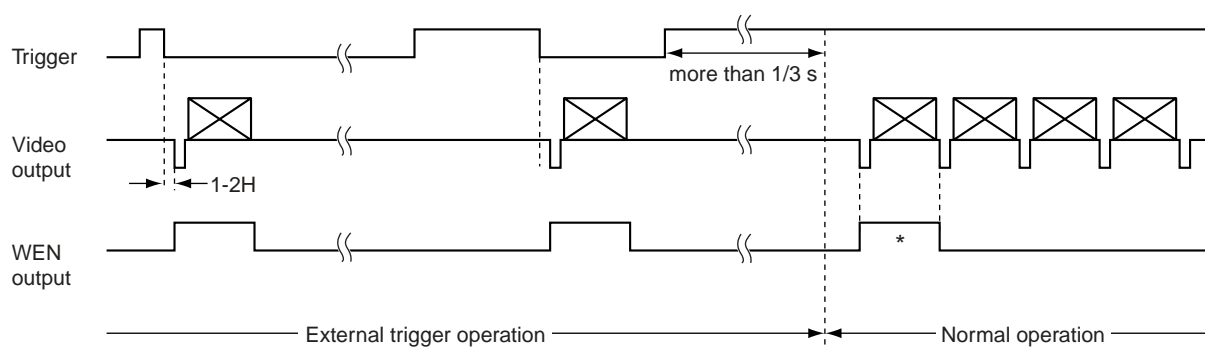 Trigger
more than 1/3 s
Video
output
1-2H
WEN
output
*
External trigger operation
Normal operation